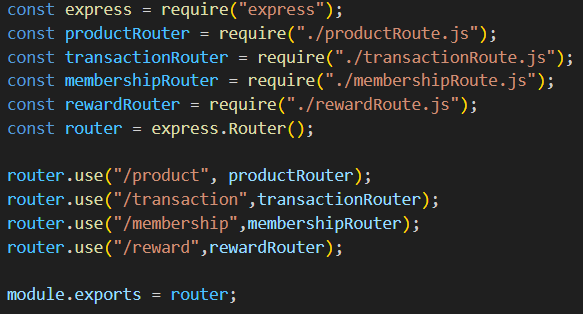 const express = require("express");
const productRouter = require("./productRoute.js");
const transactionRouter = require("./transactionRoute.js");
const membershipRouter = require("./membershipRoute.js");
const rewardRouter = require("./rewardRoute.js");
const router = express.Router();
router.use("/product", productRouter);
router.use("/transaction",transactionRouter);
router.use("/membership",membershipRouter);
router.use("/reward",rewardRouter);
module.exports = router;